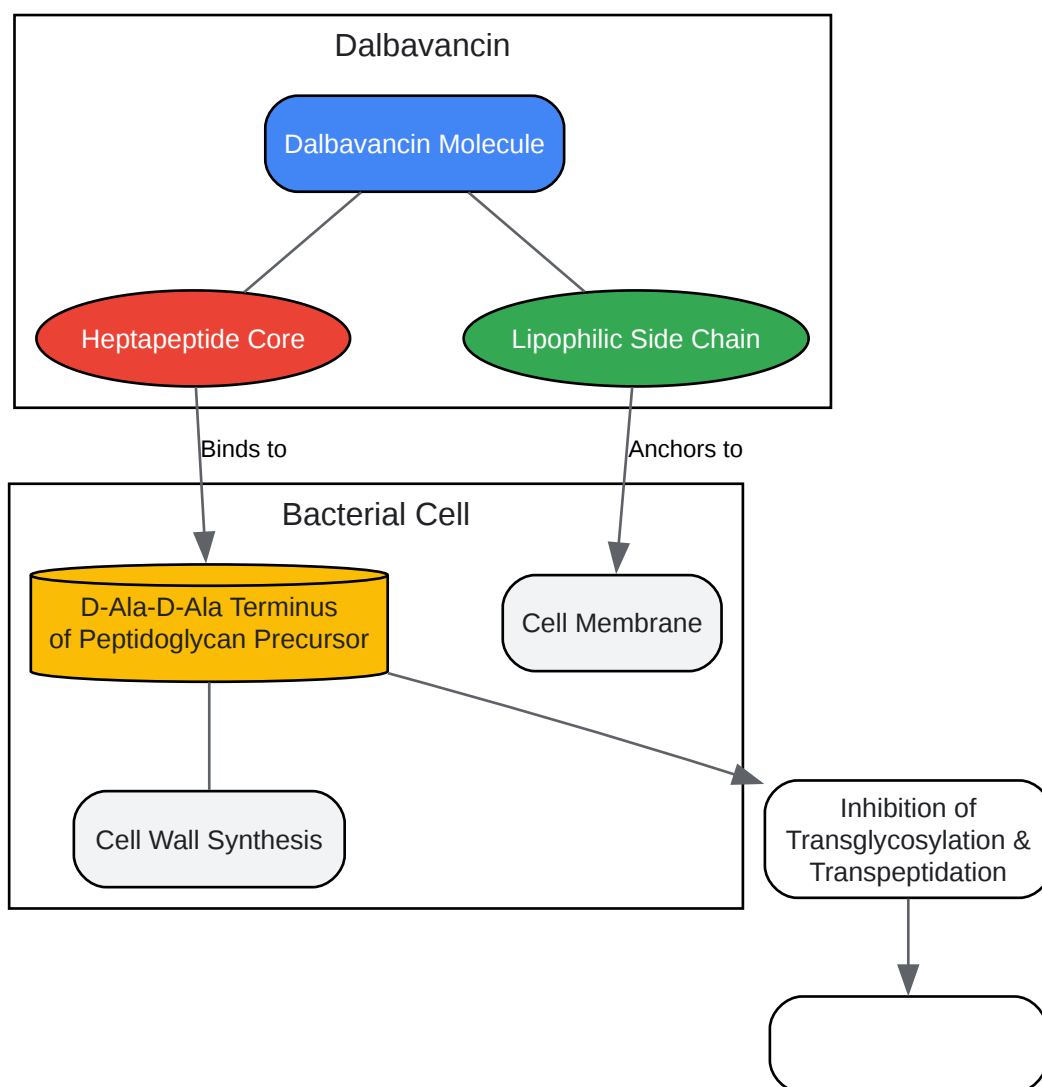 Dalbavancin
Dalbavancin Molecule
Heptapeptide Core
Lipophilic Side Chain
Binds to
Anchors to
Bacterial Cell
D-Ala-D-Ala Terminus
of Peptidoglycan Precursor
Cell Membrane
Cell Wall Synthesis
Inhibition of
Transglycosylation &
Transpeptidation